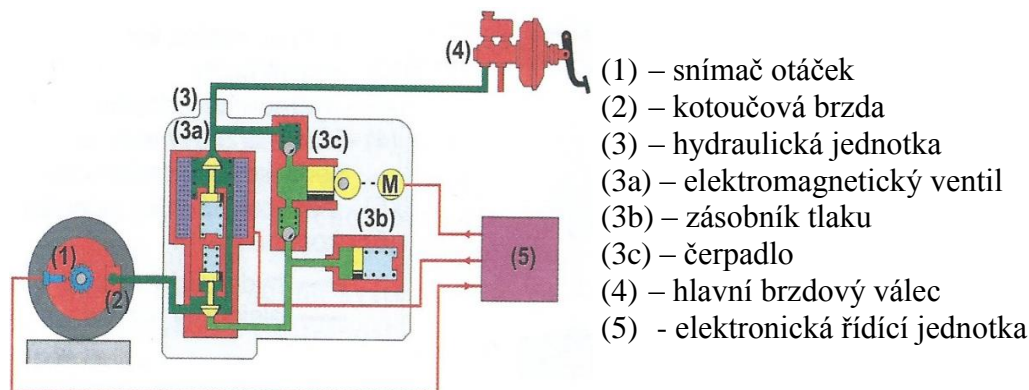 (4)
(3)
(3a)
(3c)
M
(3b)
(1)
(2)
(5)
(1) – snímač otáček
(2) – kotoučová brzda
(3) – hydraulická jednotka
(3a) – elektromagnetický ventil
(3b) – zásobník tlaku
(3c) – čerpadlo
(4) – hlavní brzdový válec
(5) - elektronická řídící jednotka